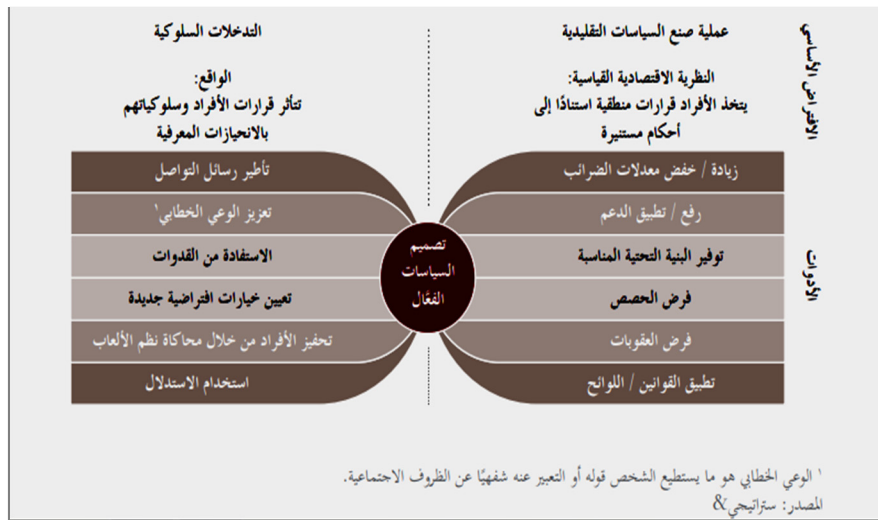 الافتراض الأساسي
عملية صنع السياسات التقليدية
النظرية الاقتصادية القياسية:
يتخذ الأفراد قرارات منطقية استنادًا إلى
أحكام مستنيرة
التدخلات السلوكية
الواقع:
تتأثر قرارات الأفراد وسلوكياتهم
بالانحيازات المعرفية
الأدوات
زيادة / خفض معدلات الضرائب
رفع / تطبيق الدعم
توفير البنية التحتية المناسبة
فرض الحصص
فرض العقوبات
تطبيق القوانين / اللوائح
تصميم
السياسات
الفعّال
تأطير رسائل التواصل
تعزيز الوعي الخطابي١
الاستفادة من القدوات
تعيين خيارات افتراضية جديدة
تحفيز الأفراد من خلال محاكاة نظم الألعاب
استخدام الاستدلال
١ الوعي الخطابي هو ما يستطيع الشخص قوله أو التعبير عنه شفهيًا عن الظروف الاجتماعية.
المصدر: ستراتيجي&